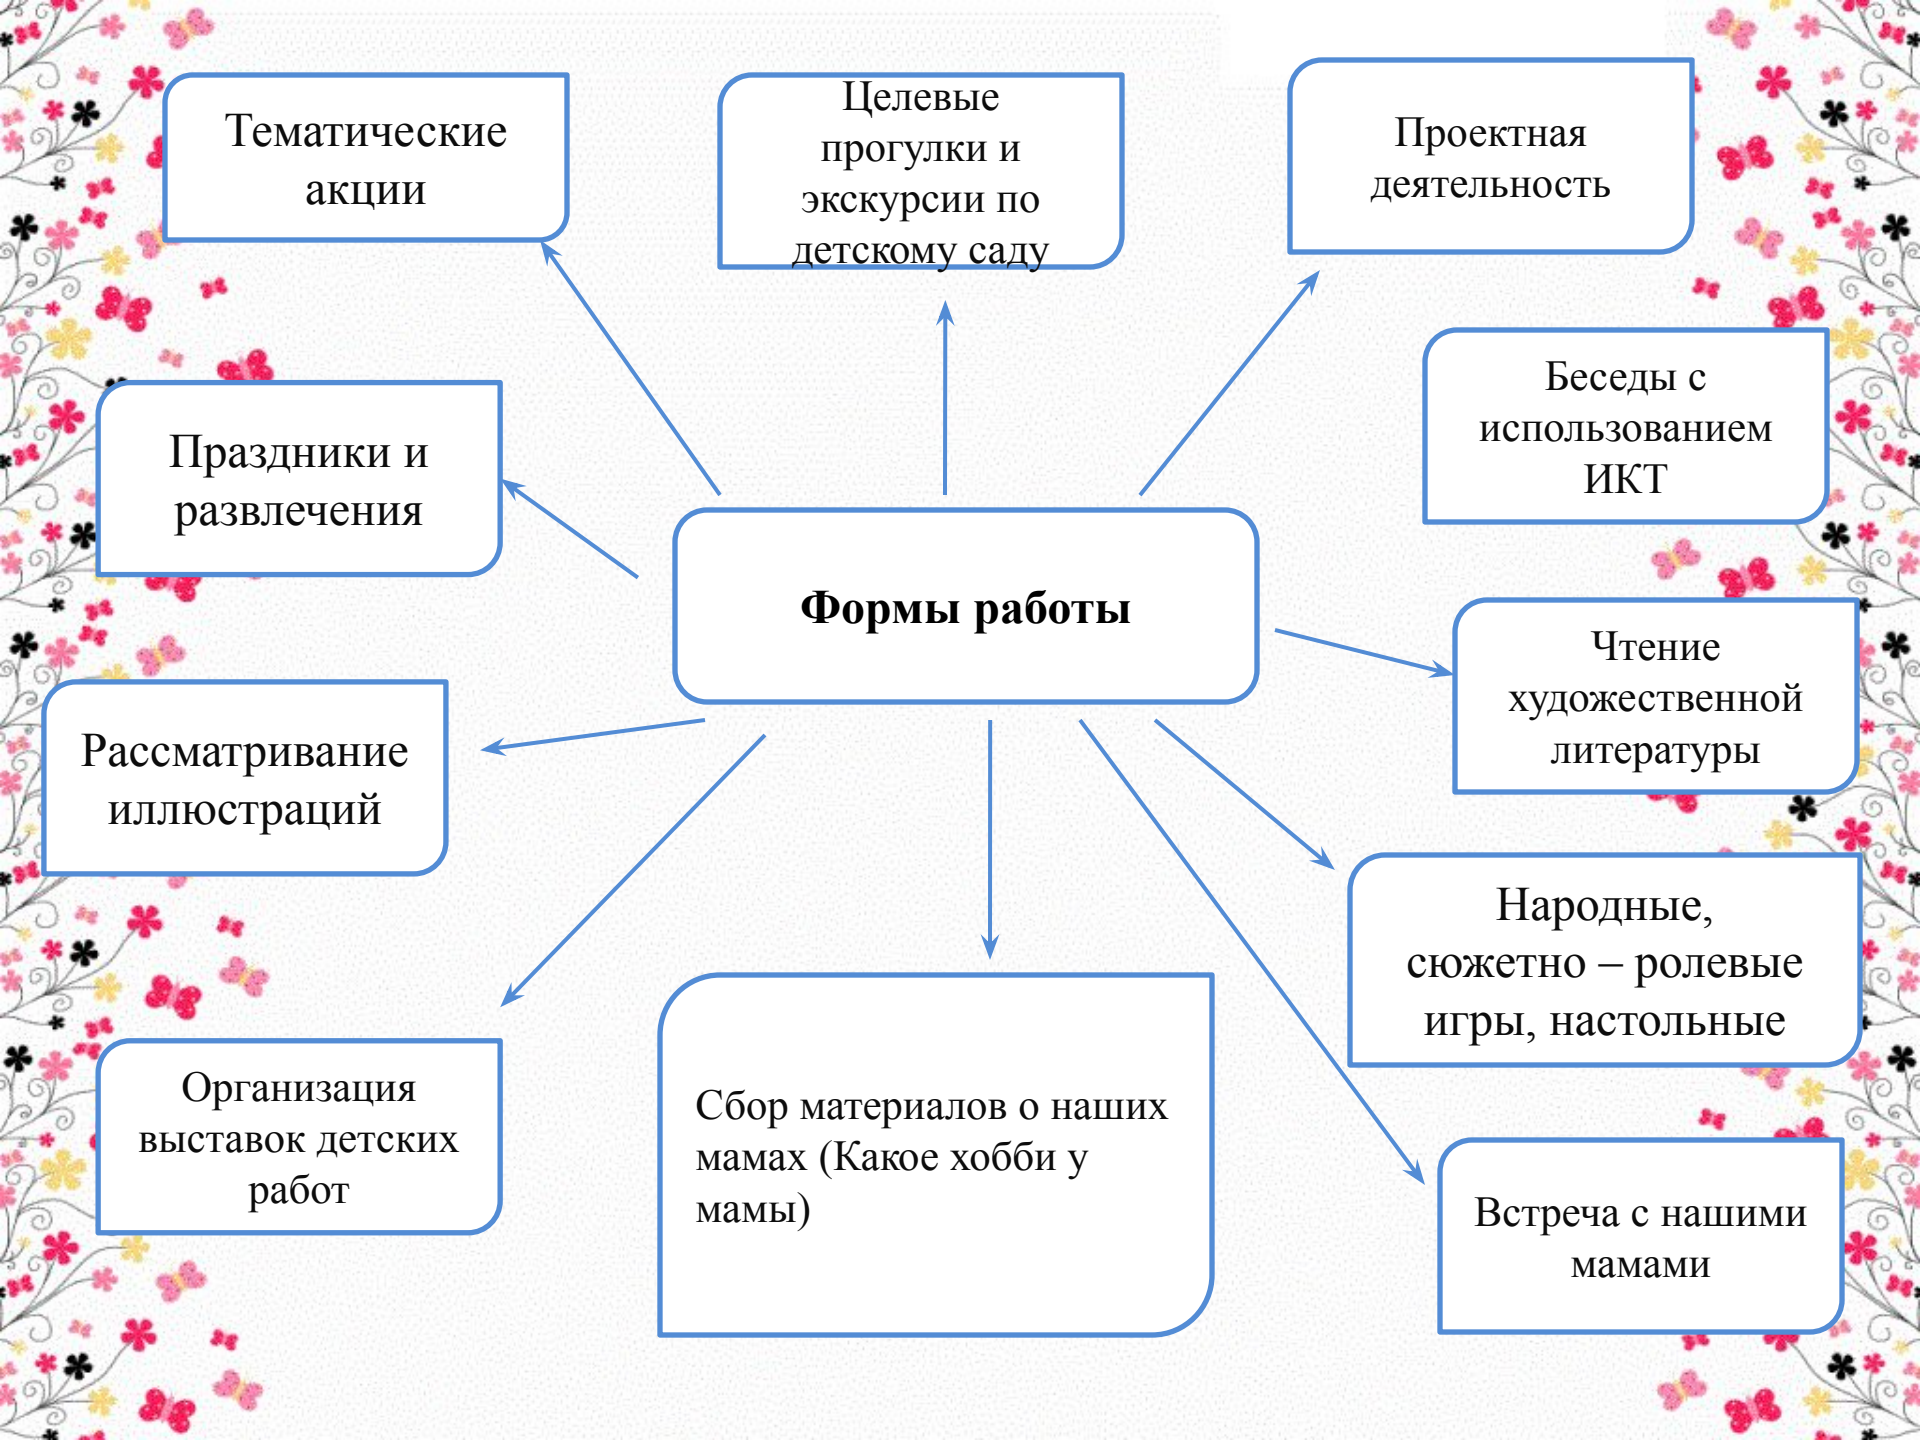 Тематические
акции
Целевые
прогулки и
экскурсии по
детскому саду
Проектная
деятельность
Беседы с
использованием
ИКТ
Праздники и
развлечения
Формы работы
Чтение
художественной
литературы
Рассматривание
иллюстраций
Народные,
сюжетно – ролевые
игры, настольные
Организация
выставок детских
работ
Сбор материалов о наших
мамах (Какое хобби у
мамы)
Встреча с нашими
мамами